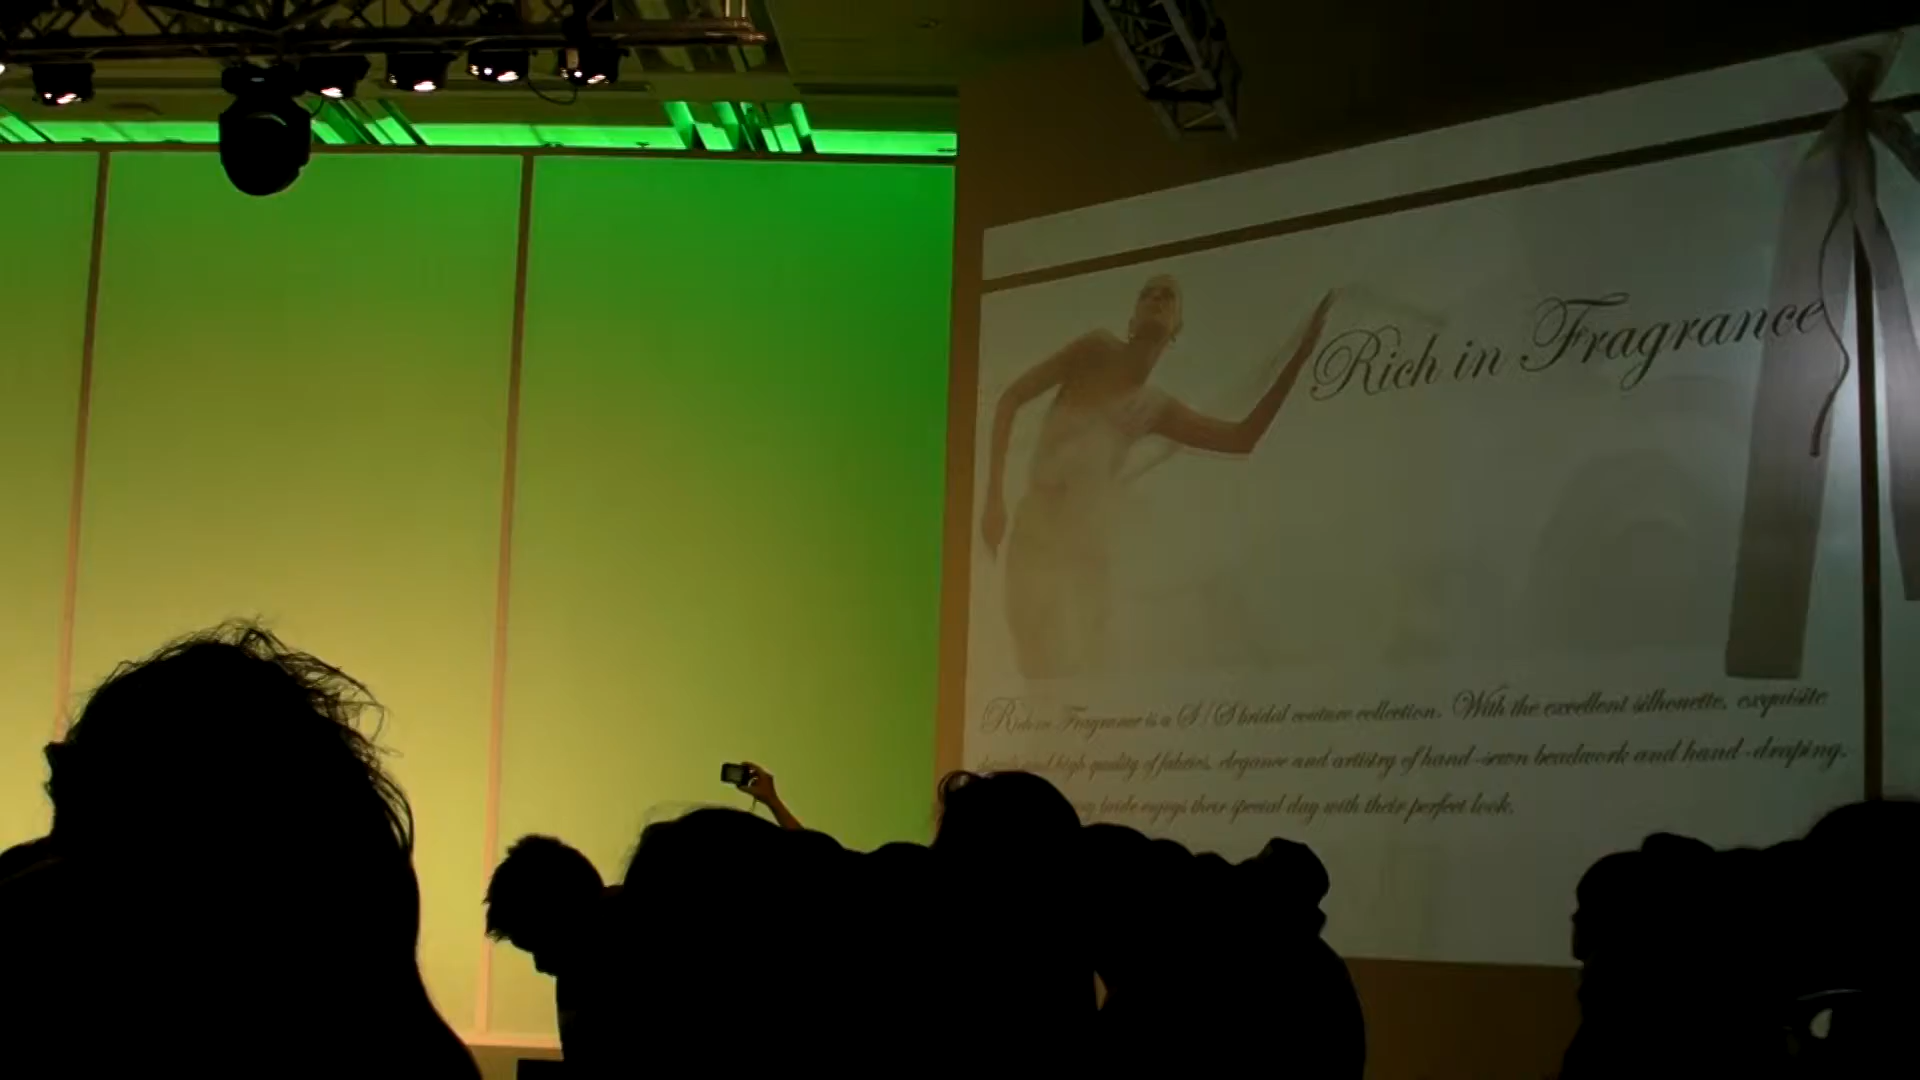 Rich in Fragrance
Rich in Fragrance is a S/S bridal couture collection. With the excellent silhouette, exquisite
and high quality of fabrics, elegance and artistry of hand-sewn beadwork and hand-draping.
bride enjoys their special day with their perfect look.